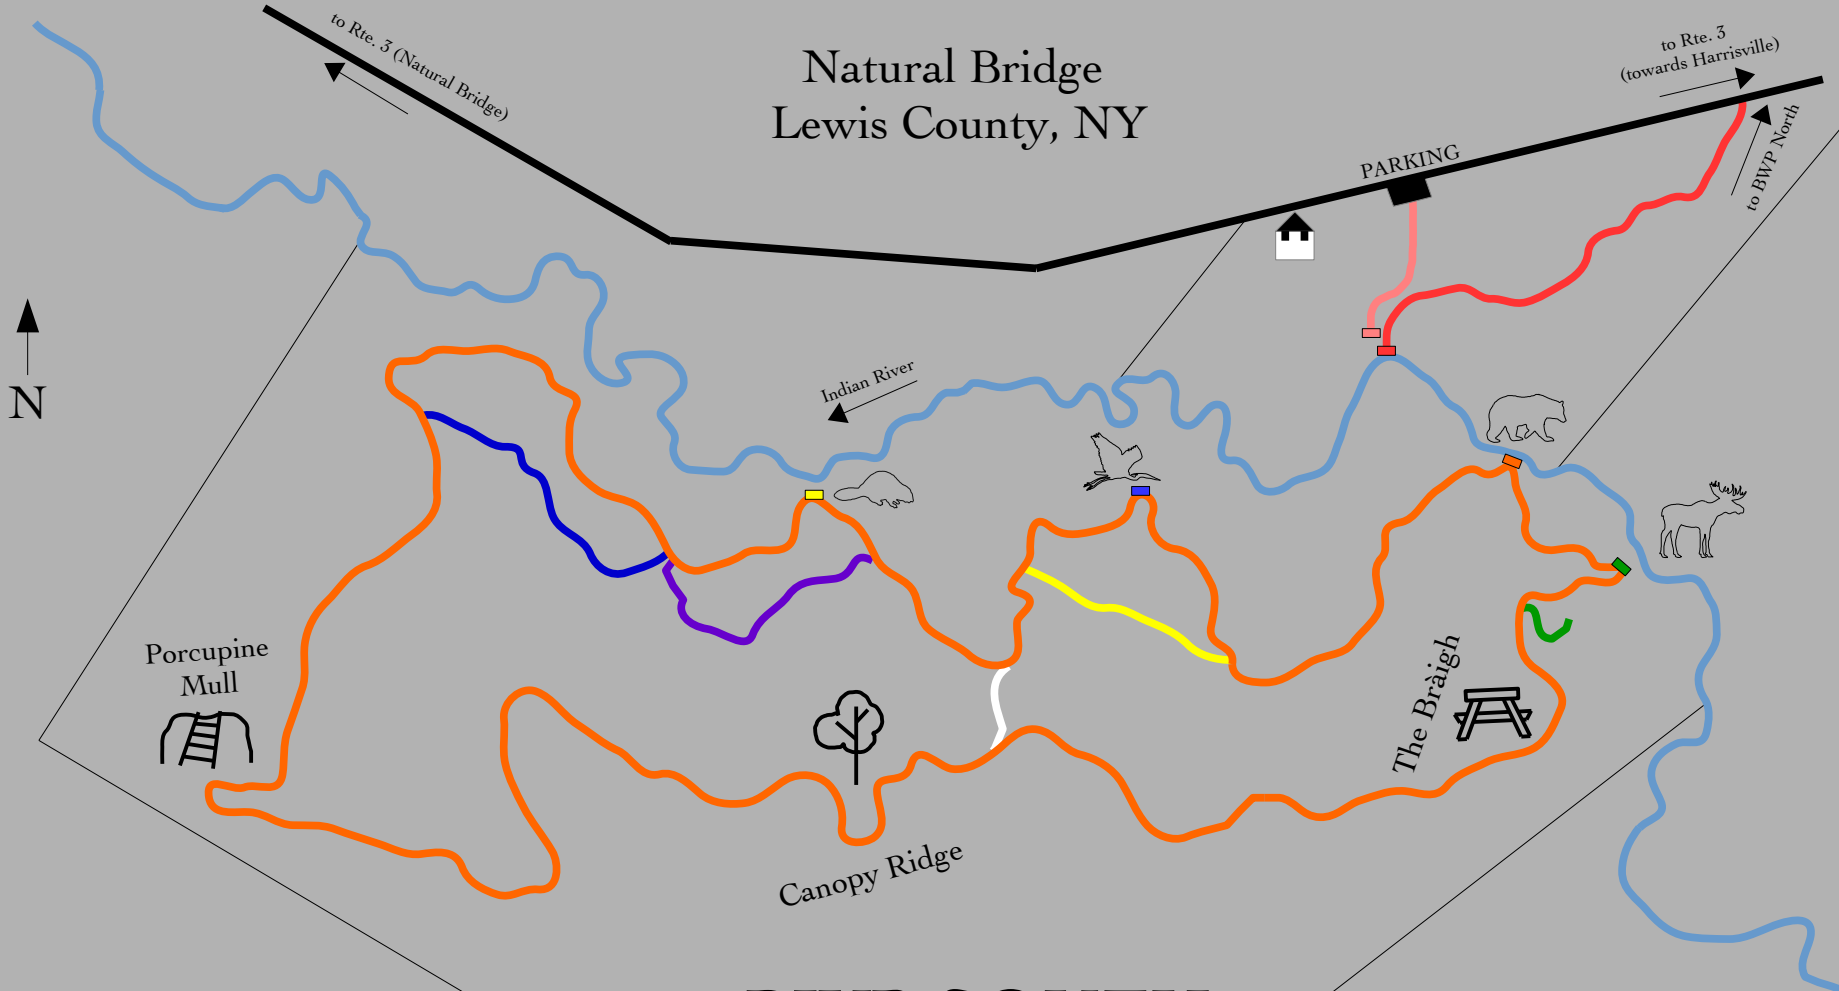 to Rte. 3 (Natural Bridge)
Natural Bridge
Lewis County, NY
to Rte. 3
(towards Harrisville)
to BWP North
PARKING
Indian River
N
Porcupine
Mull
The Bràigh
Canopy Ridge